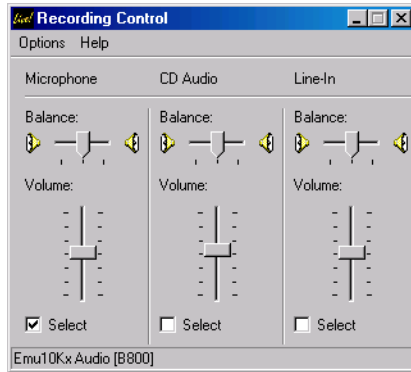 Live! Recording Control
Options Help
Microphone CD Audio Line-In
Balance: Balance: Balance:
Volume: Volume: Volume:
Select Select Select
Emu10Kx Audio [B800]